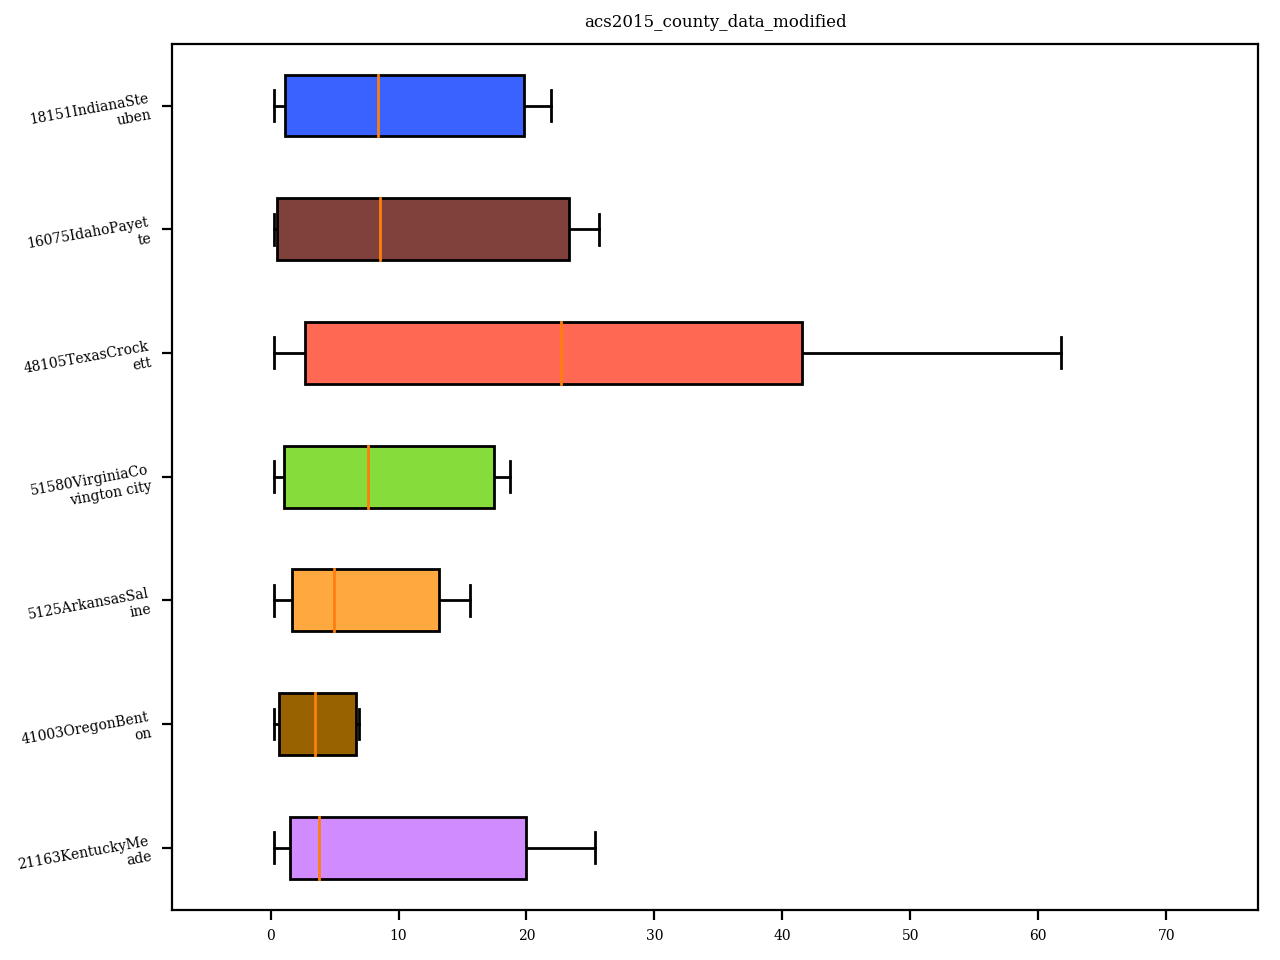 acs2015_county_data_modified
18151IndianaSte
uben
16075IdahoPayet
te
48105TexasCrock
ett
51580VirginiaCo
vington city
5125ArkansasSal
ine
41003OregonBent
on
21163KentuckyMe
ade
0 10 20 30 40 50 60 70